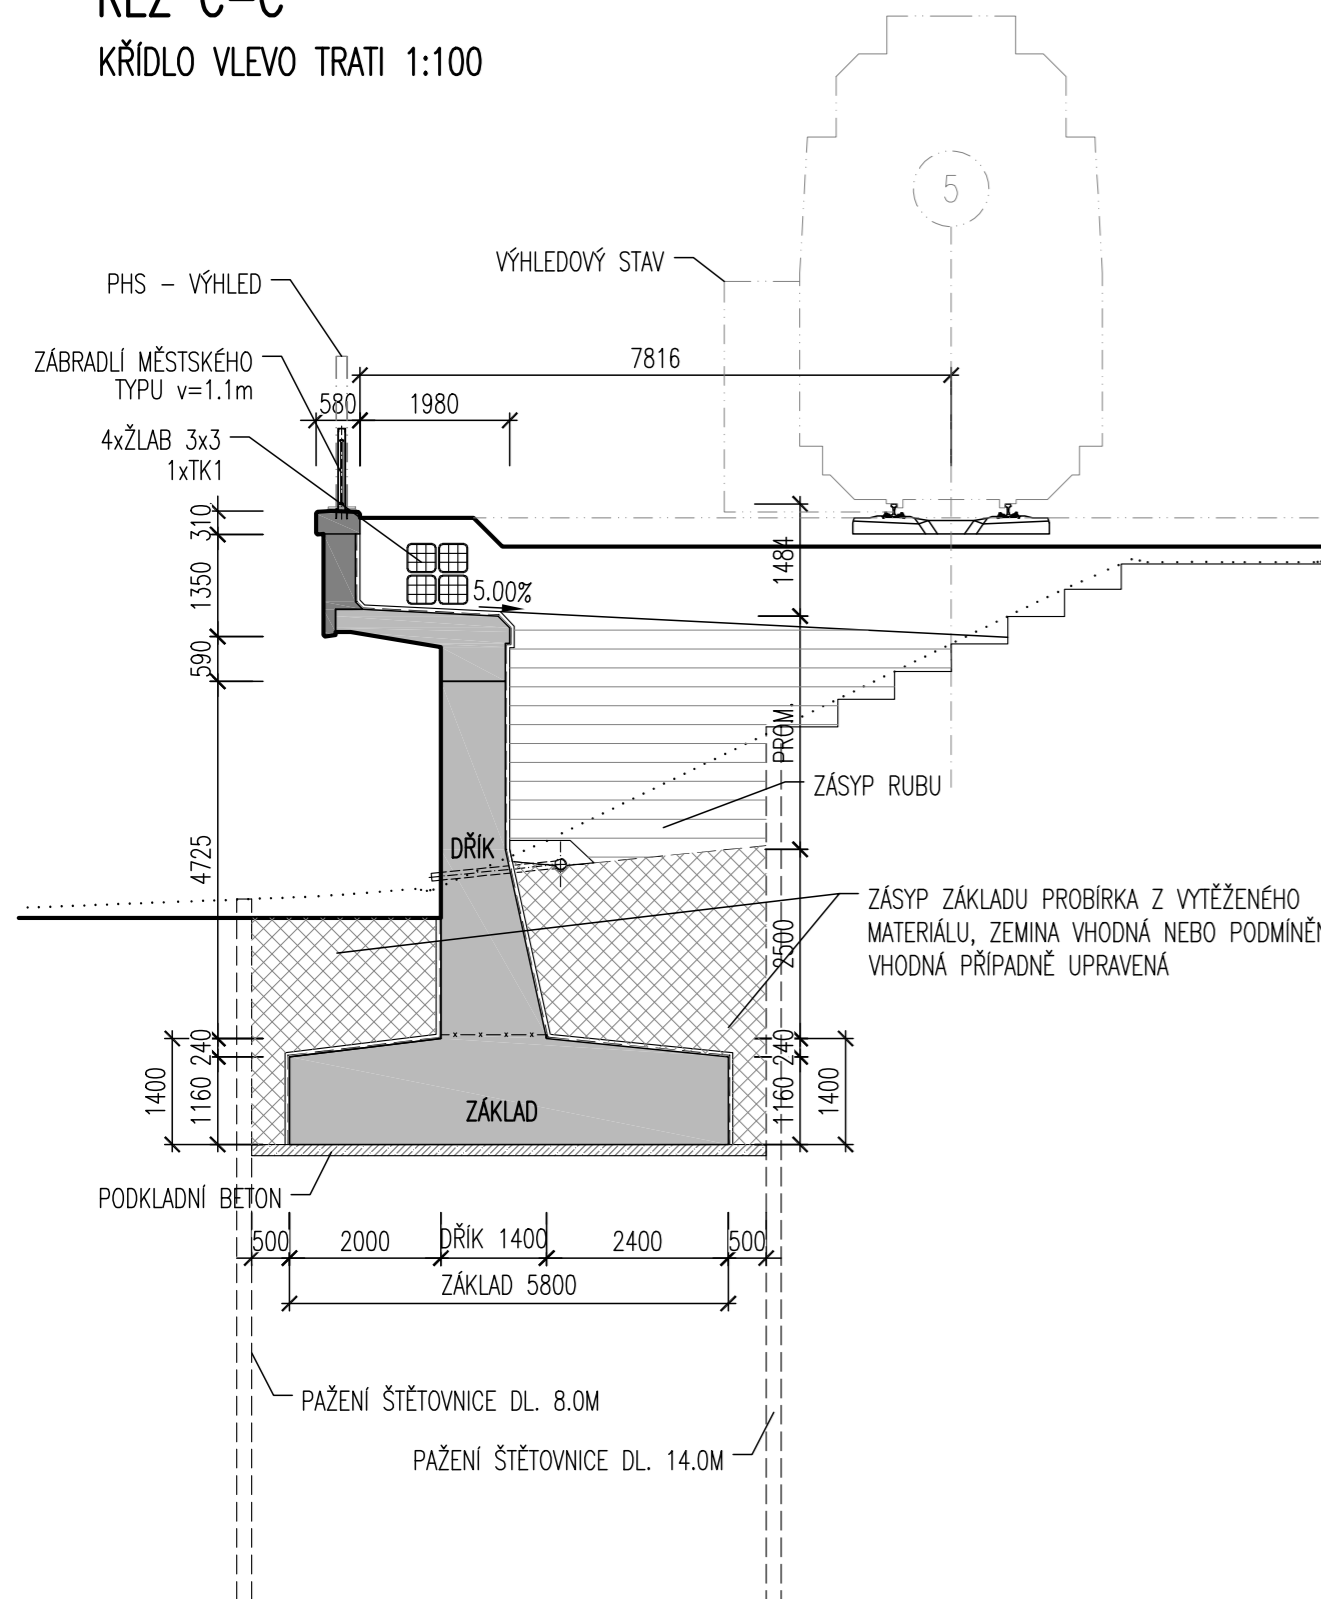 ŘEZ C-C
KŘÍDLO VLEVO TRATI 1:100
5
VÝHLEDOVÝ STAV
PHS - VÝHLED
7816
ZÁBRADLÍ MĚSTSKÉHO
TYPU v=1.1m
580
1980
4xŽLAB 3x3
1xTK1
310
1350
590
4725
240
1160
1400
5.00%
1484
PROM.
2500
240
1160
1400
ZÁSYP RUBU
DŘÍK
ZÁSYP ZÁKLADU PROBÍRKA Z VYTĚŽENÉHO
MATERIÁLU, ZEMINA VHODNÁ NEBO PODMÍNĚN
VHODNÁ PŘÍPADNĚ UPRAVENÁ
ZÁKLAD
PODKLADNÍ BETON
500
2000
DŘÍK 1400
2400
500
ZÁKLAD 5800
PAŽENÍ ŠTĚTOVNICE DL. 8.0M
PAŽENÍ ŠTĚTOVNICE DL. 14.0M